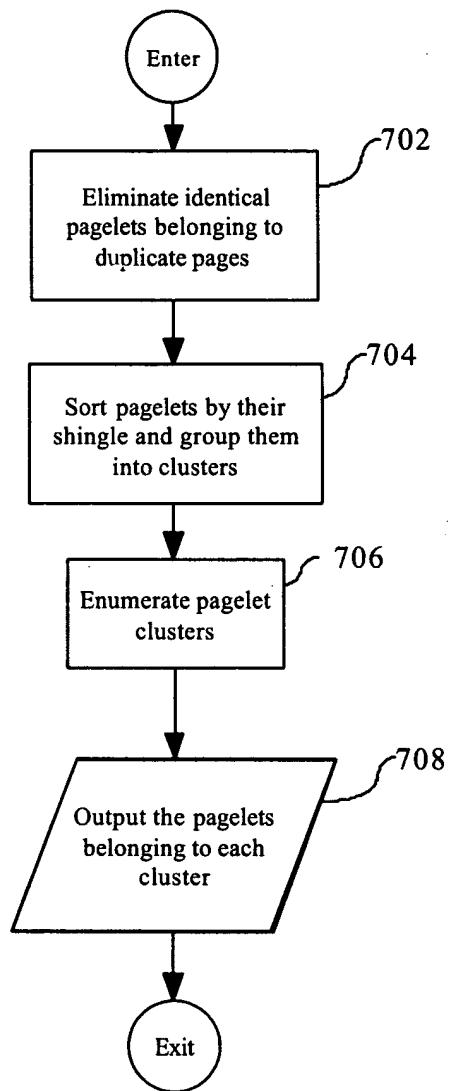 Enter
702
Eliminate identical
pagelets belonging to
duplicate pages
704
Sort pagelets by their
shingle and group them
into clusters
706
Enumerate pagelet
clusters
708
Output the pagelets
belonging to each
cluster
Exit